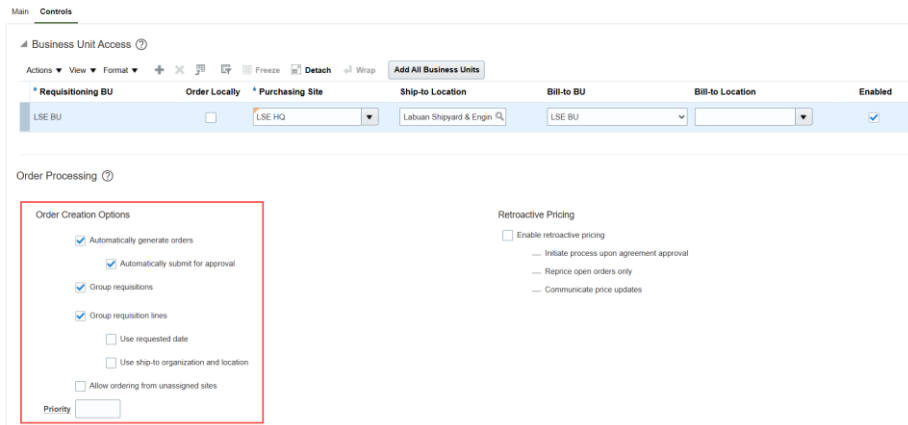 Main Controls
Business Unit Access ?
Actions View Format Freeze Detach Wrap Add All Business Units
* Requisitioning BU Order Locally * Purchasing Site Ship-to Location Bill-to BU Bill-to Location Enabled
LSE BU LSE HQ Labuan Shipyard & Engin LSE BU
Order Processing ?
Order Creation Options
Automatically generate orders
Automatically submit for approval
Group requisitions
Group requisition lines
Use requested date
Use ship-to organization and location
Allow ordering from unassigned sites
Priority
Retroactive Pricing
Enable retroactive pricing
Initiate process upon agreement approval
Reprice open orders only
Communicate price updates